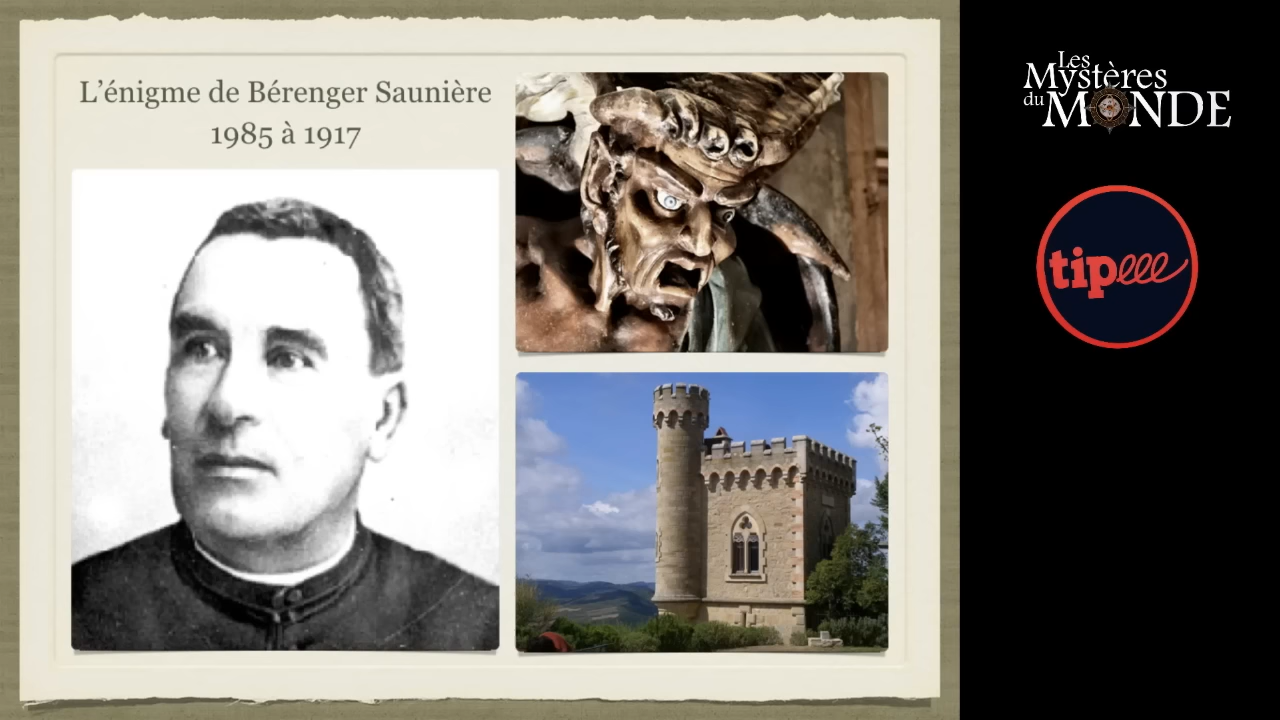 L'énigme de Bérenger Saunière
1985 à 1917
Les
Mystères
du MONDE
tipeee